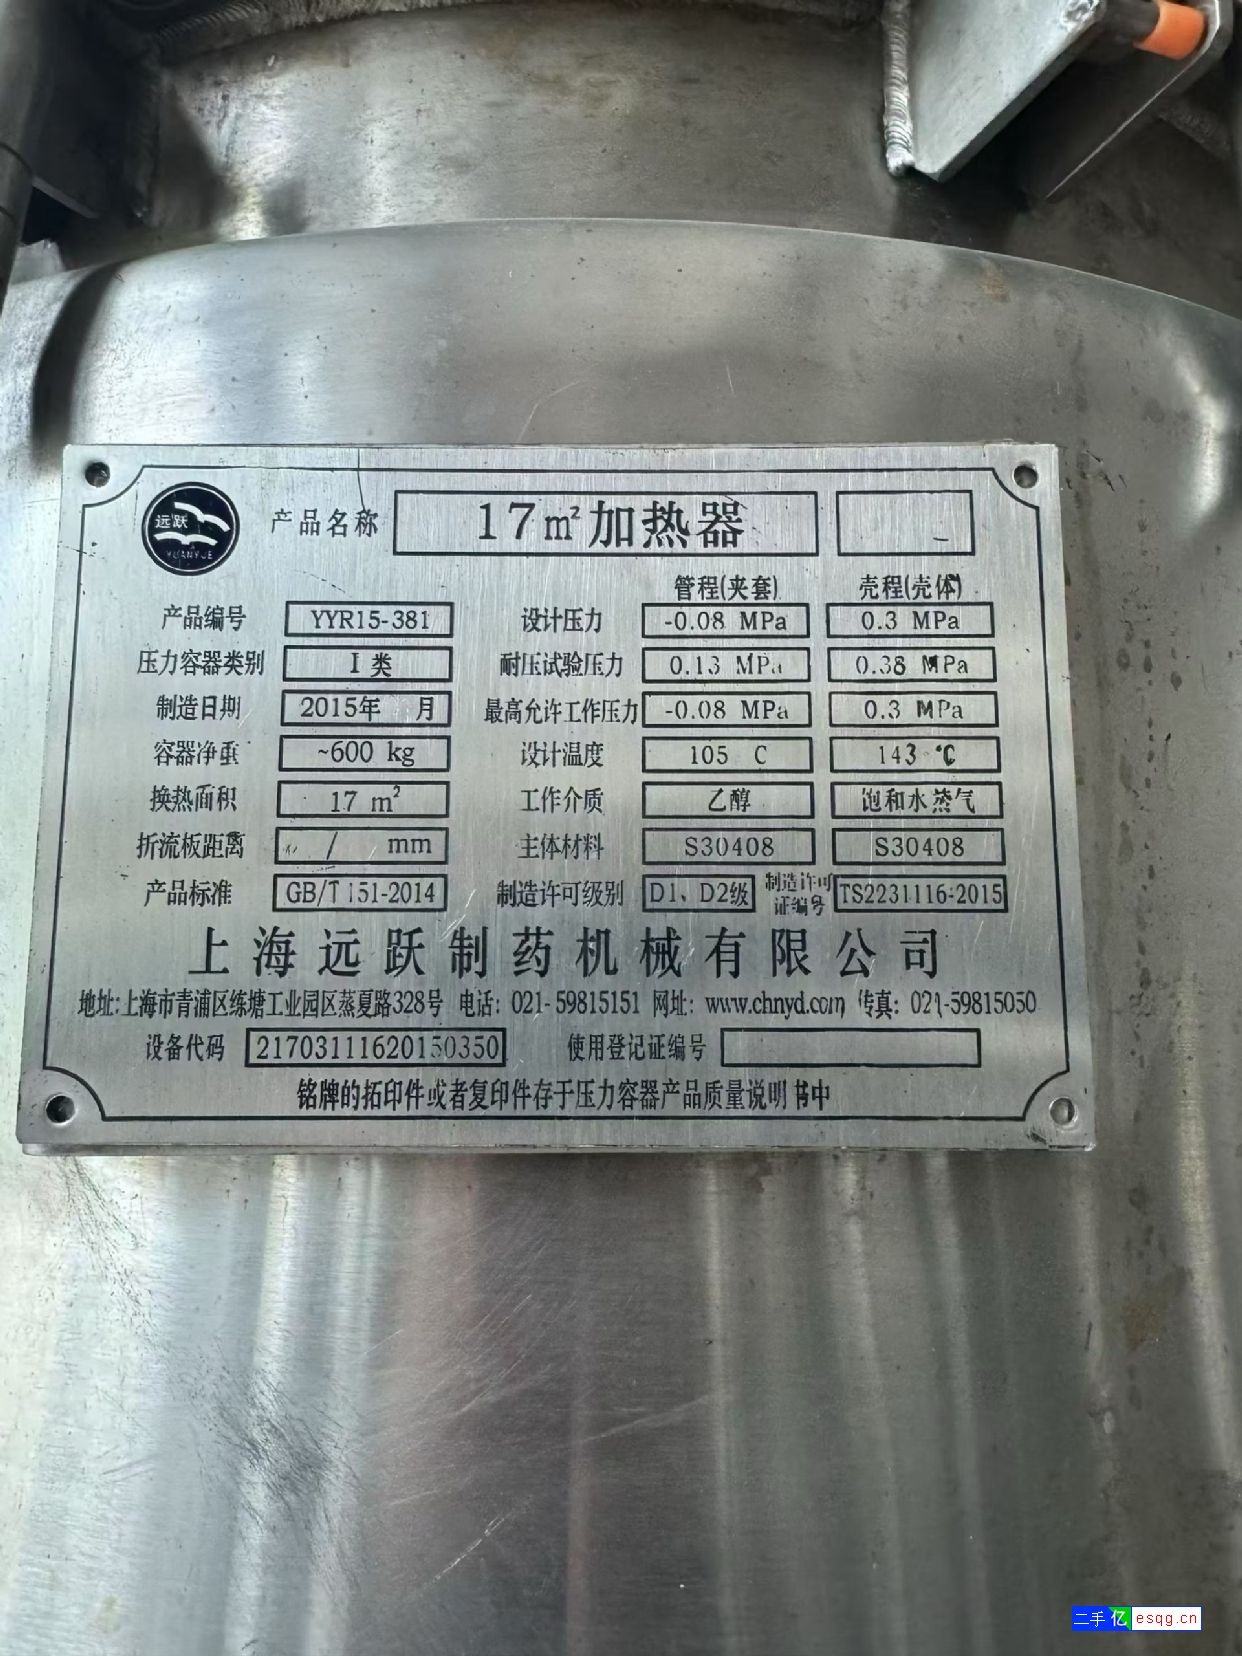 远跃
YUANYUE
产品名称 17m²加热器
管程(夹套) 壳程(壳体)
产品编号 YYR15-381 设计压力 -0.08 MPa 0.3 MPa
压力容器类别 I 类 耐压试验压力 0.13 MPa 0.38 MPa
制造日期 2015年 月 最高允许工作压力 -0.08 MPa 0.3 MPa
容器净重 ~600 kg 设计温度 105 C 143 ℃
换热面积 17 m² 工作介质 乙醇 饱和水蒸气
折流板距离 / mm 主体材料 S30408 S30408
产品标准 GB/T151-2014 制造许可级别 D1、D2级 制造许可证编号 TS2231116-2015
上海远跃制药机械有限公司
地址:上海市青浦区练塘工业园区蒸夏路328号 电话: 021-59815151 网址: www.chnyd.com 传真: 021-59815050
设备代码 21703111620150350 使用登记证编号
铭牌的拓印件或者复印件存于压力容器产品质量说明书中
二手亿 esqg.cn